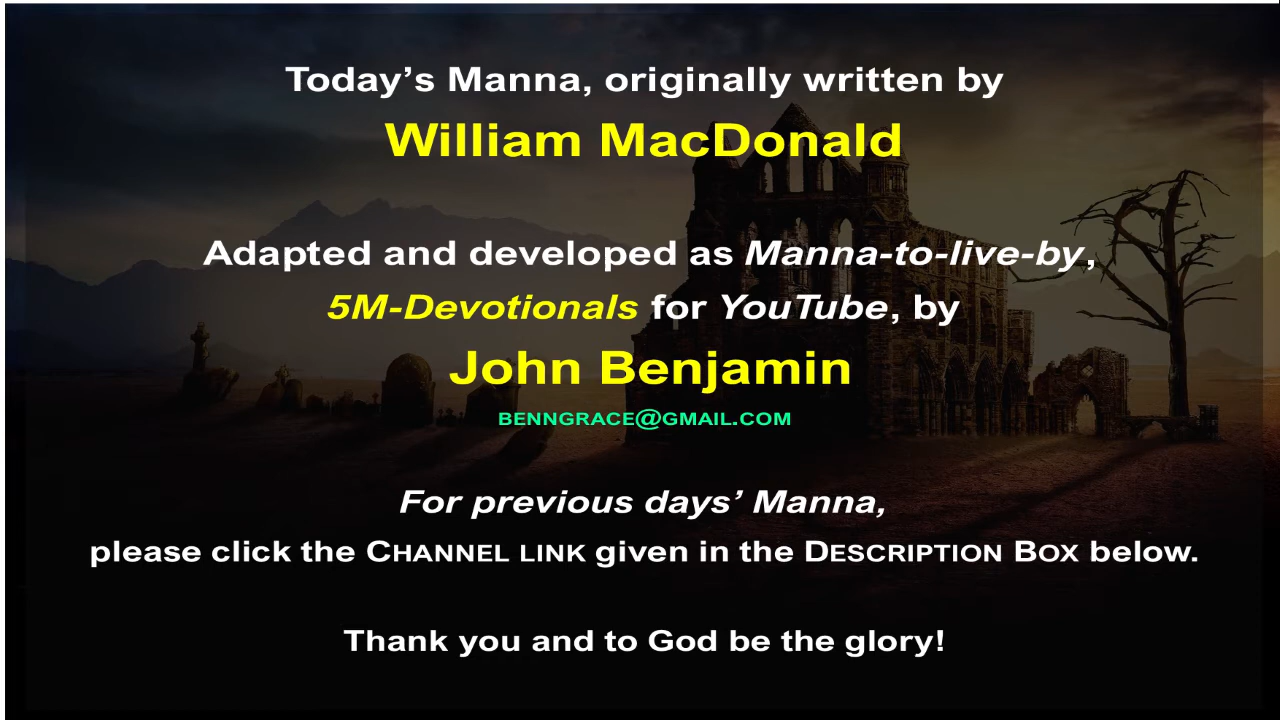 Today’s Manna, originally written by
William MacDonald
Adapted and developed as Manna-to-live-by,
5M-Devotionals for YouTube, by
John Benjamin
BENNGRACE@GMAIL.COM
For previous days’ Manna,
please click the CHANNEL LINK given in the DESCRIPTION BOX below.
Thank you and to God be the glory!